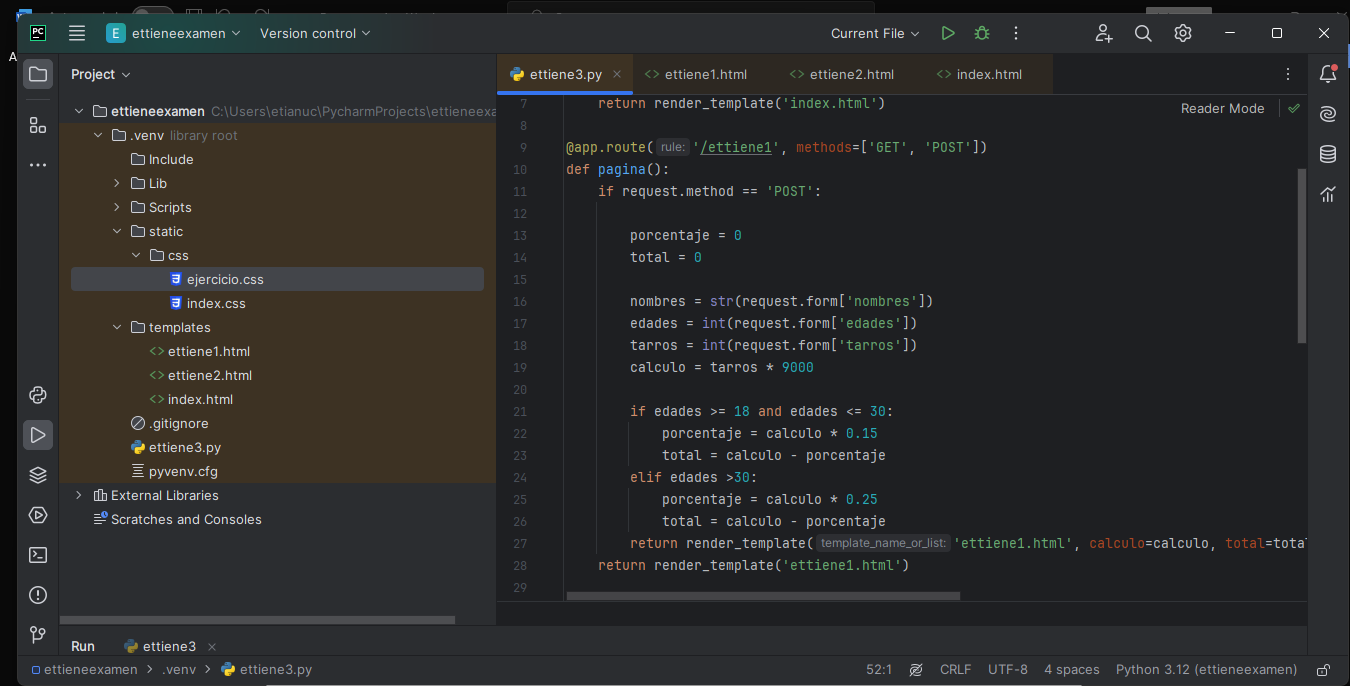 PC
E ettieneexamen
Version control
Current File
Project
ettiene3.py
ettiene1.html
ettiene2.html
index.html
Reader Mode
ettieneexamen C:\Users\etianuc\PycharmProjects\ettieneexa
.venv library root
Include
Lib
Scripts
static
css
ejercicio.css
index.css
templates
ettiene1.html
ettiene2.html
index.html
.gitignore
ettiene3.py
pyvenv.cfg
External Libraries
Scratches and Consoles
7 return render_template('index.html')
8
9 @app.route( rule: '/ettiene1', methods=['GET', 'POST'])
10 def pagina():
11 if request.method == 'POST':
12
13 porcentaje = 0
14 total = 0
15
16 nombres = str(request.form['nombres'])
17 edades = int(request.form['edades'])
18 tarros = int(request.form['tarros'])
19 calculo = tarros * 9000
20
21 if edades >= 18 and edades <= 30:
22 porcentaje = calculo * 0.15
23 total = calculo - porcentaje
24 elif edades >30:
25 porcentaje = calculo * 0.25
26 total = calculo - porcentaje
27 return render_template( template_name_or_list: 'ettiene1.html', calculo=calculo, total=total
28 return render_template('ettiene1.html')
29
Run ettiene3
ettieneexamen > .venv > ettiene3.py
52:1 CRLF UTF-8 4 spaces Python 3.12 (ettieneexamen)